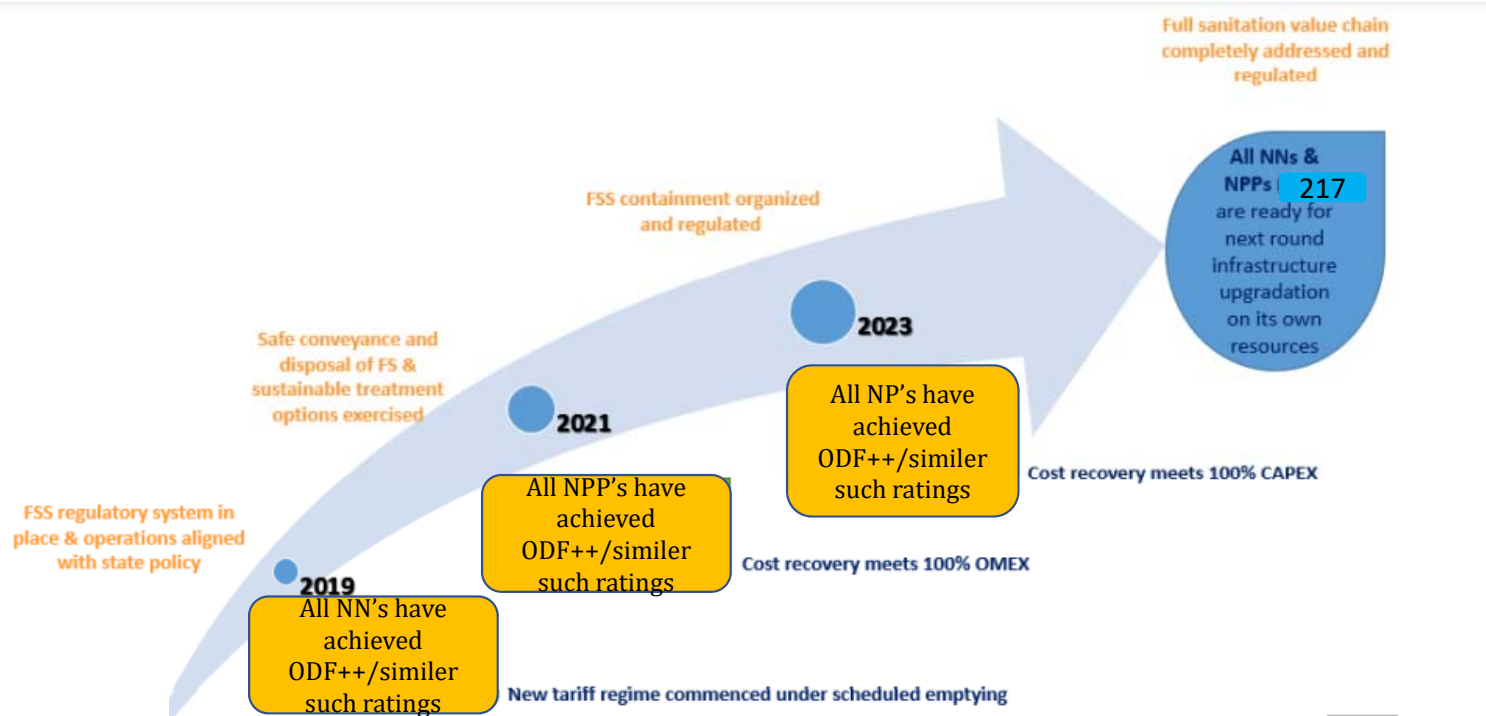 Full sanitation value chain
completely addressed and
regulated
All NNs &
NPPs
217
are ready for
next round
infrastructure
upgradation
on its own
resources
FSS containment organized
and regulated
2023
All NP's have
achieved
ODF++/similer
such ratings
Cost recovery meets 100% CAPEX
Safe conveyance and
disposal of FS &
sustainable treatment
options exercised
2021
All NPP's have
achieved
ODF++/similer
such ratings
Cost recovery meets 100% OMEX
FSS regulatory system in
place & operations aligned
with state policy
2019
All NN's have
achieved
ODF++/similer
such ratings
New tariff regime commenced under scheduled emptying